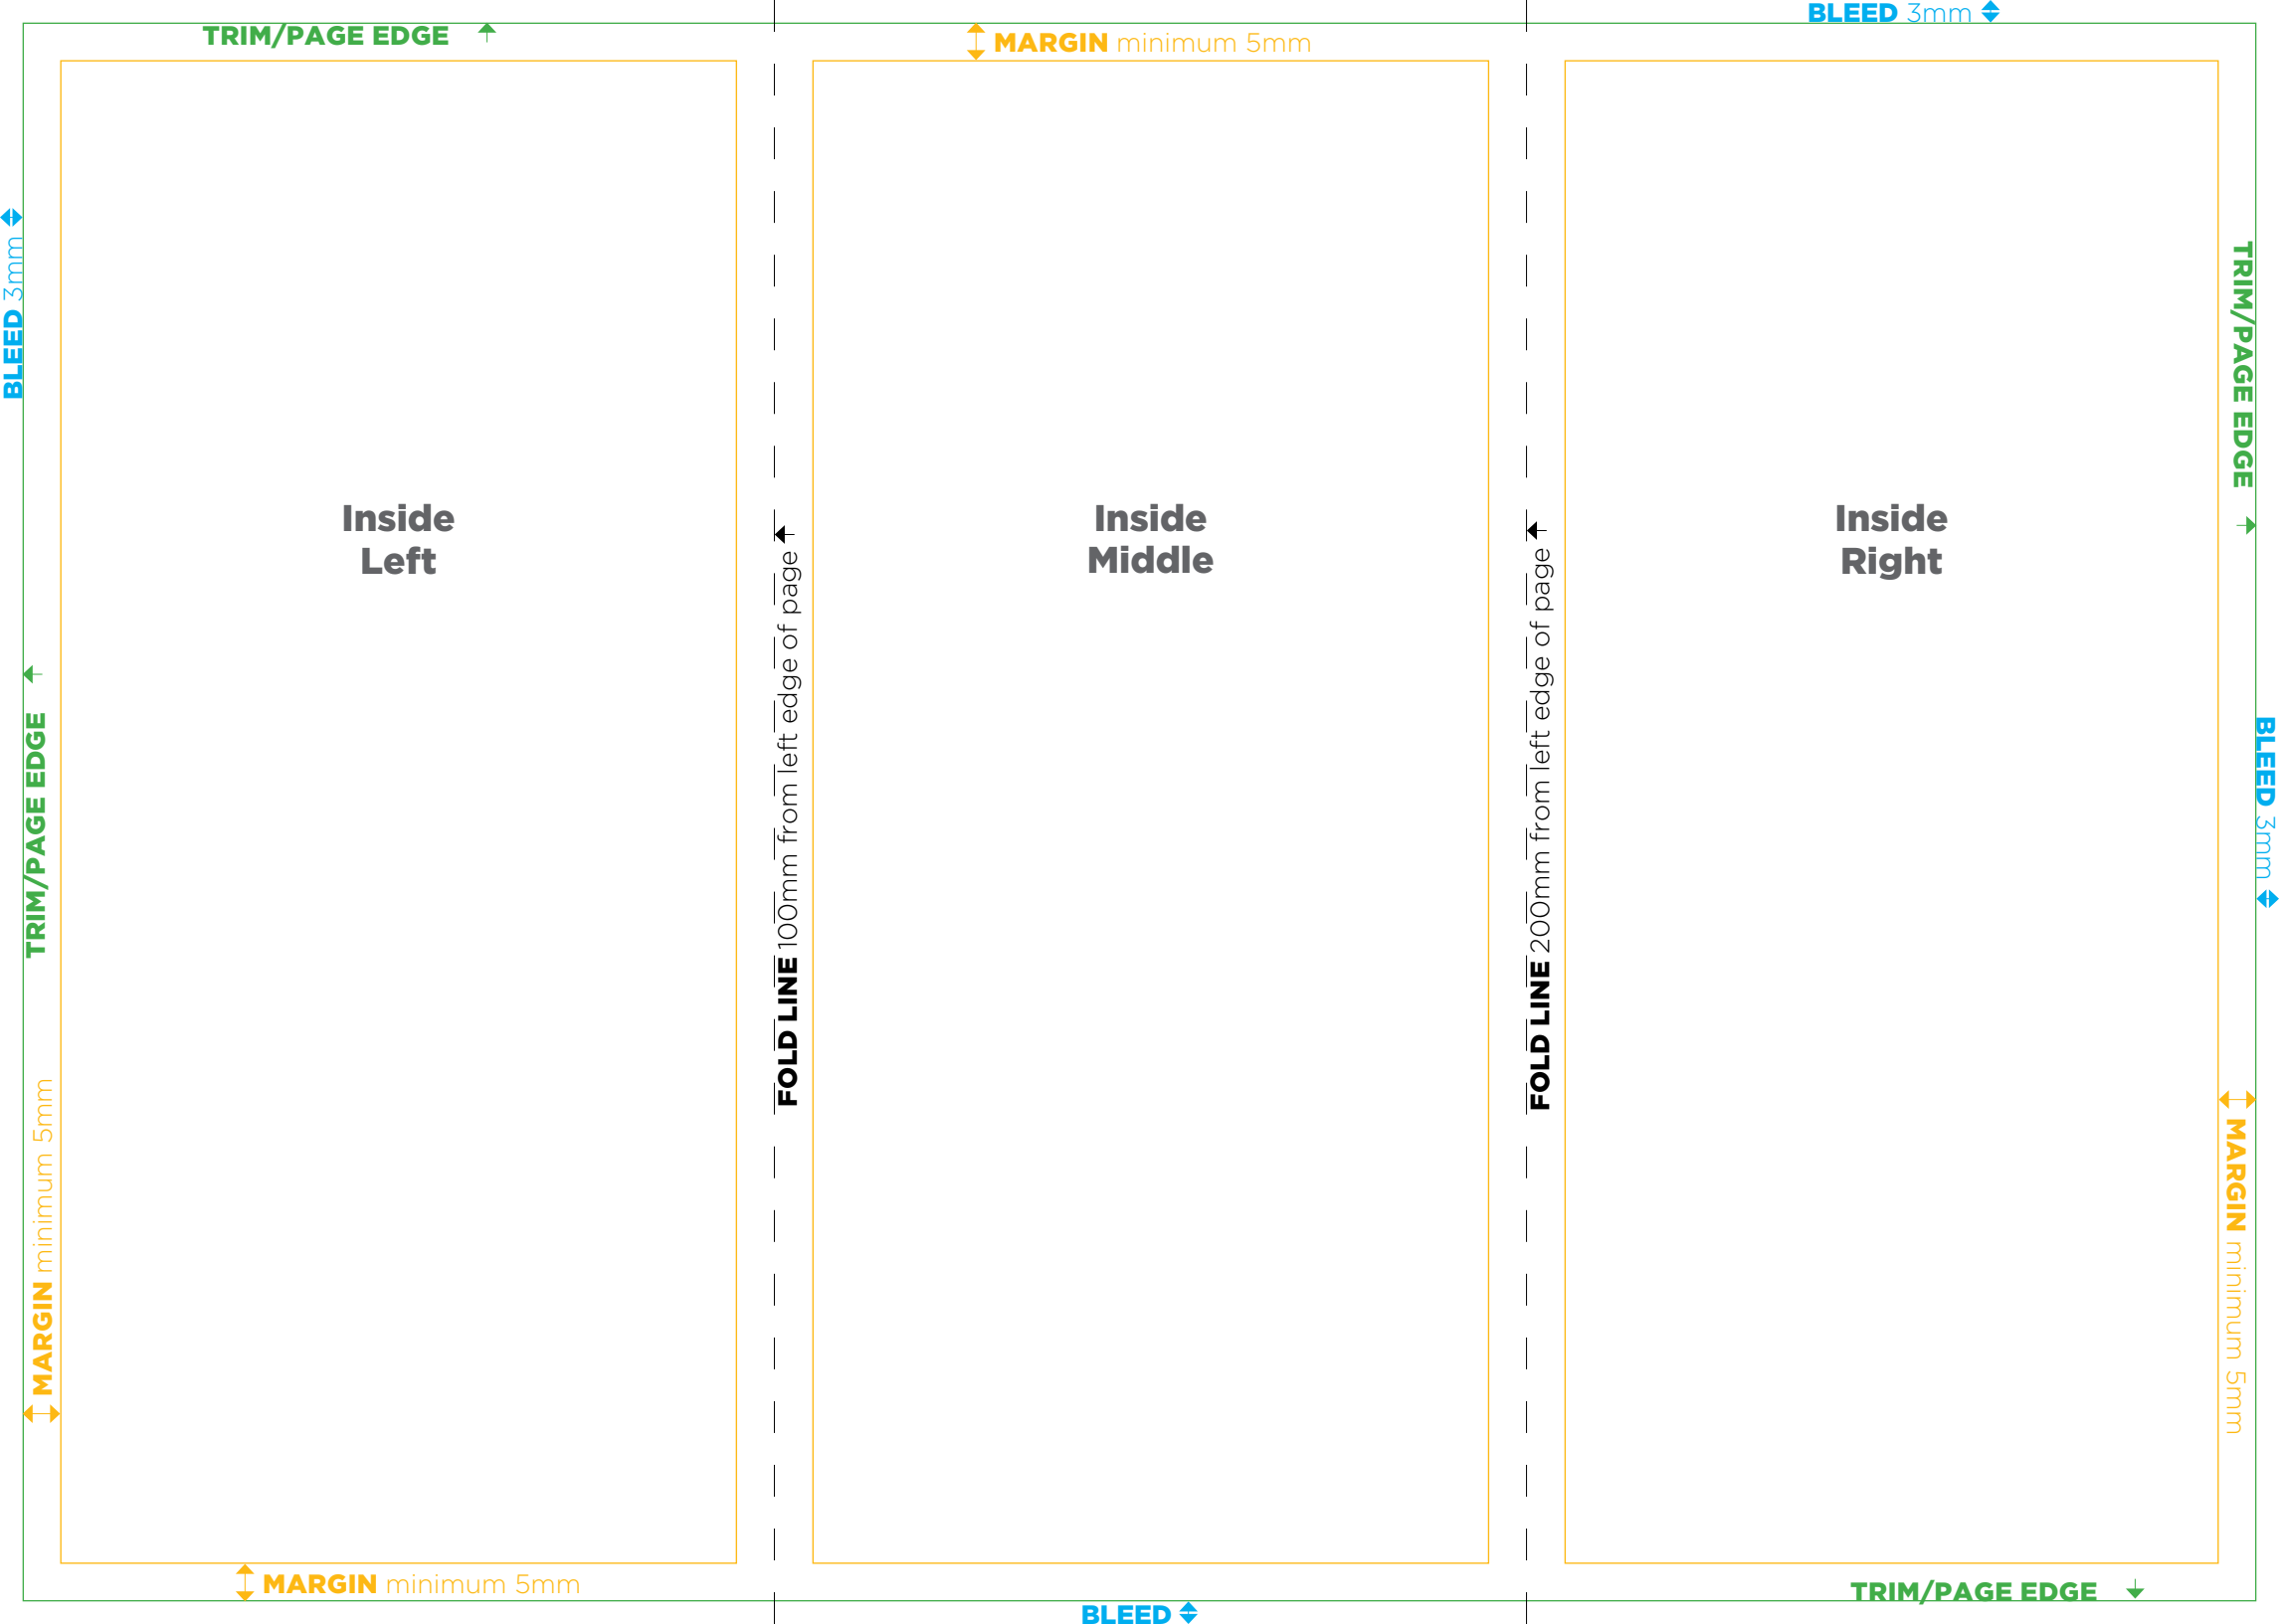 BLEED 3mm
TRIM/PAGE EDGE
MARGIN minimum 5mm
BLEED 3mm
TRIM/PAGE EDGE
Inside
Left
Inside
Middle
Inside
Right
FOLD LINE 100mm from left edge of page
FOLD LINE 200mm from left edge of page
TRIM/PAGE EDGE
BLEED 3mm
MARGIN minimum 5mm
MARGIN minimum 5mm
MARGIN minimum 5mm
TRIM/PAGE EDGE
BLEED